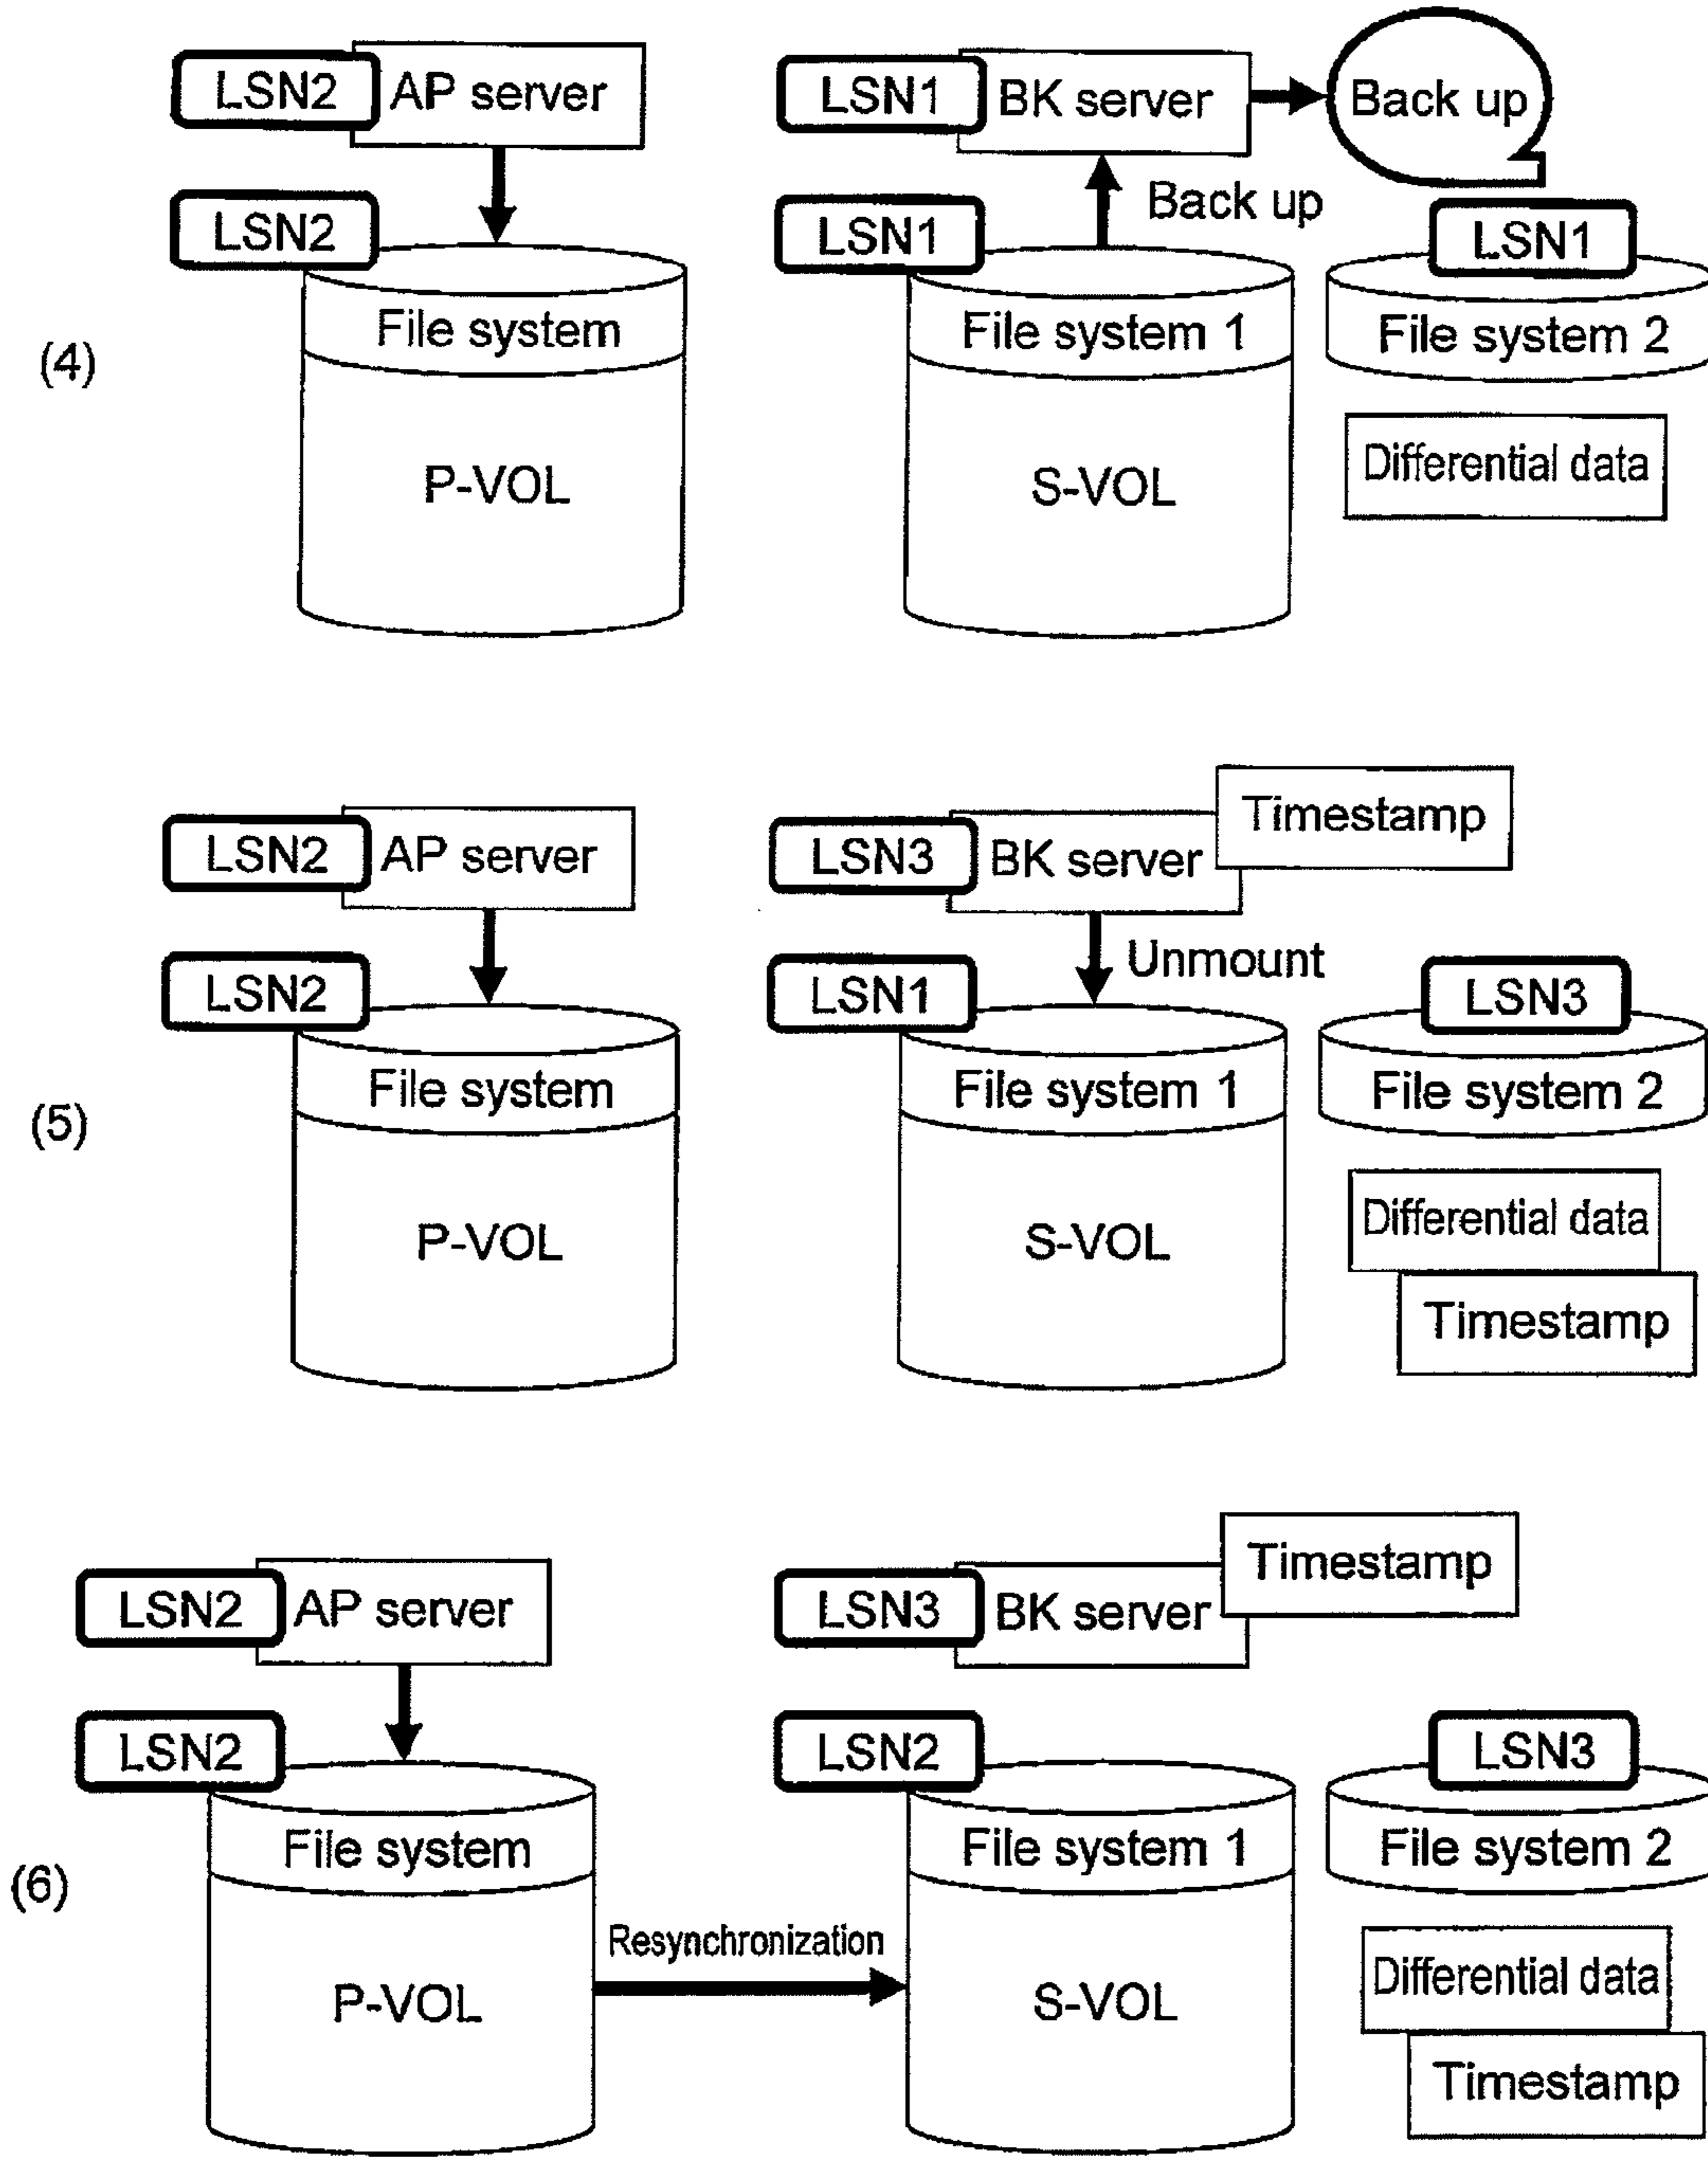 LSN2 AP server
LSN1 BK server
Back up
LSN2
LSN1
Back up
LSN1
(4)
File system
File system 1
File system 2
P-VOL
S-VOL
Differential data
LSN2 AP server
LSN3 BK server
Timestamp
LSN2
LSN1
Unmount
LSN3
(5)
File system
File system 1
File system 2
P-VOL
S-VOL
Differential data
Timestamp
LSN2 AP server
LSN3 BK server
Timestamp
LSN2
LSN2
LSN3
(6)
File system
File system 1
File system 2
Resynchronization
P-VOL
S-VOL
Differential data
Timestamp